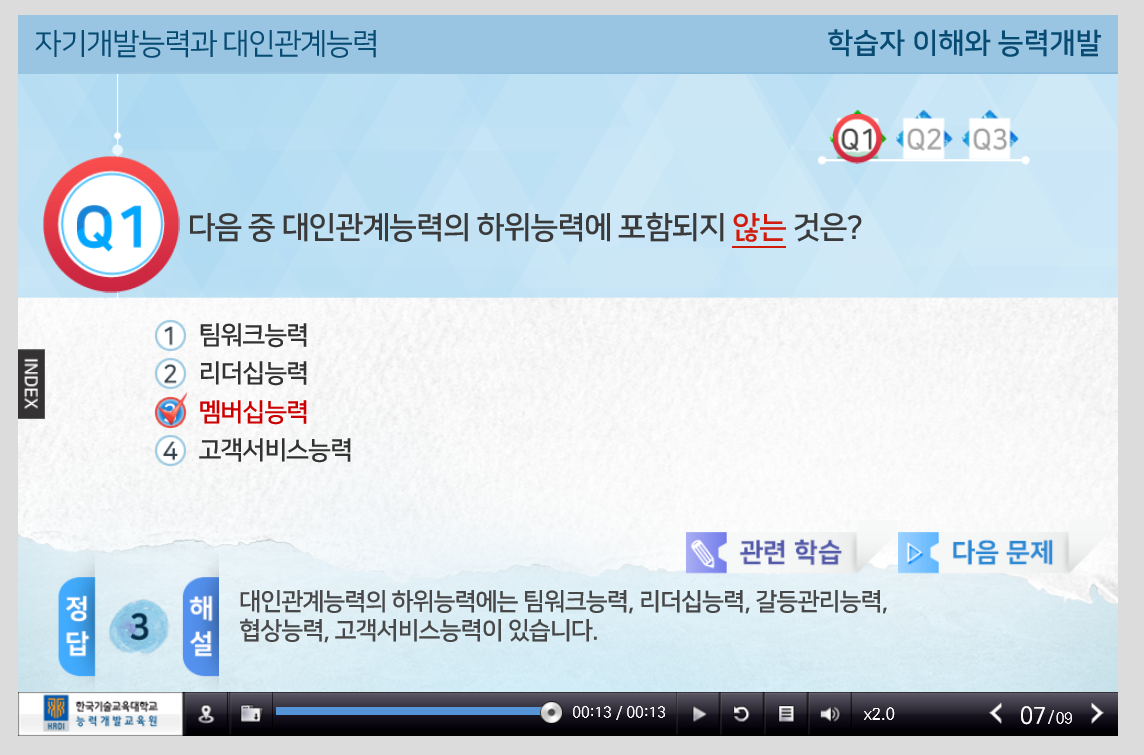 자기개발능력과 대인관계능력
학습자 이해와 능력개발
Q1 Q2 Q3
Q1
다음 중 대인관계능력의 하위능력에 포함되지 않는 것은?
1 팀워크능력
2 리더십능력
멤버십능력
4 고객서비스능력
INDEX
관련 학습
다음 문제
정답
3
해설
대인관계능력의 하위능력에는 팀워크능력, 리더십능력, 갈등관리능력,
협상능력, 고객서비스능력이 있습니다.
HRDI
한국기술교육대학교
능력개발교육원
00:13 / 00:13
x2.0
07/09